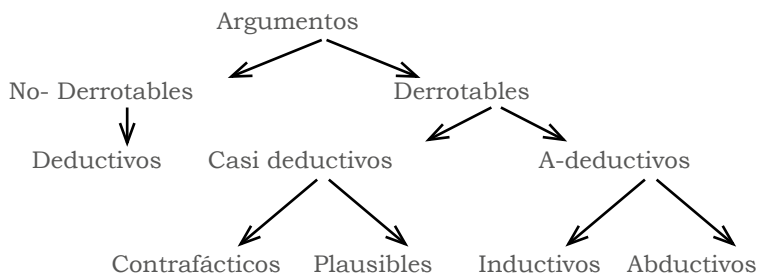 Argumentos
No- Derrotables Derrotables
Deductivos Casi deductivos A-deductivos
Contrafácticos Plausibles Inductivos Abductivos